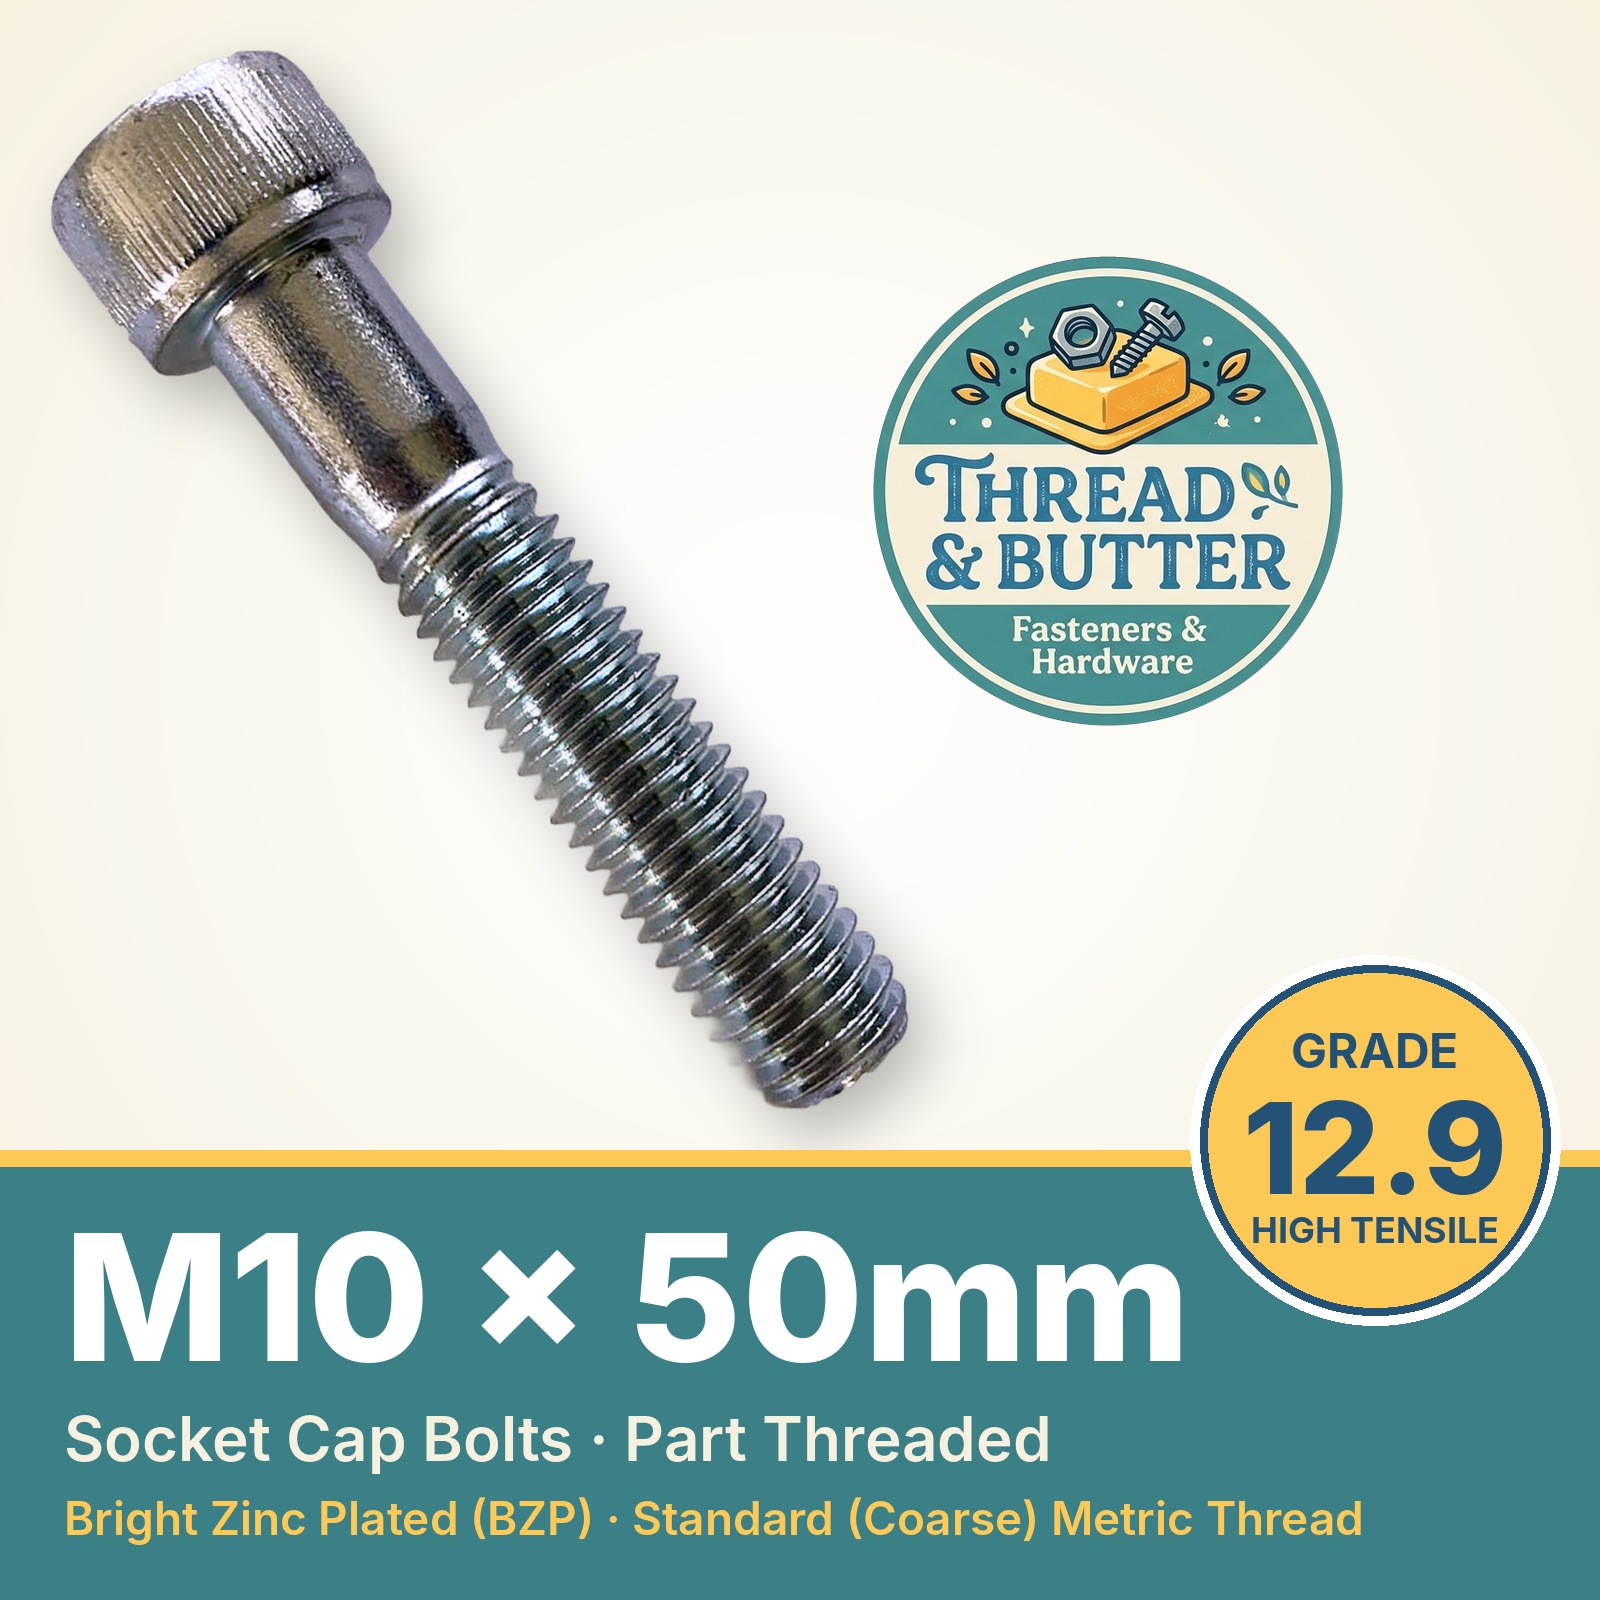 THREAD
& BUTTER
Fasteners &
Hardware
GRADE
12.9
HIGH TENSILE
M10 × 50mm
Socket Cap Bolts · Part Threaded
Bright Zinc Plated (BZP) · Standard (Coarse) Metric Thread